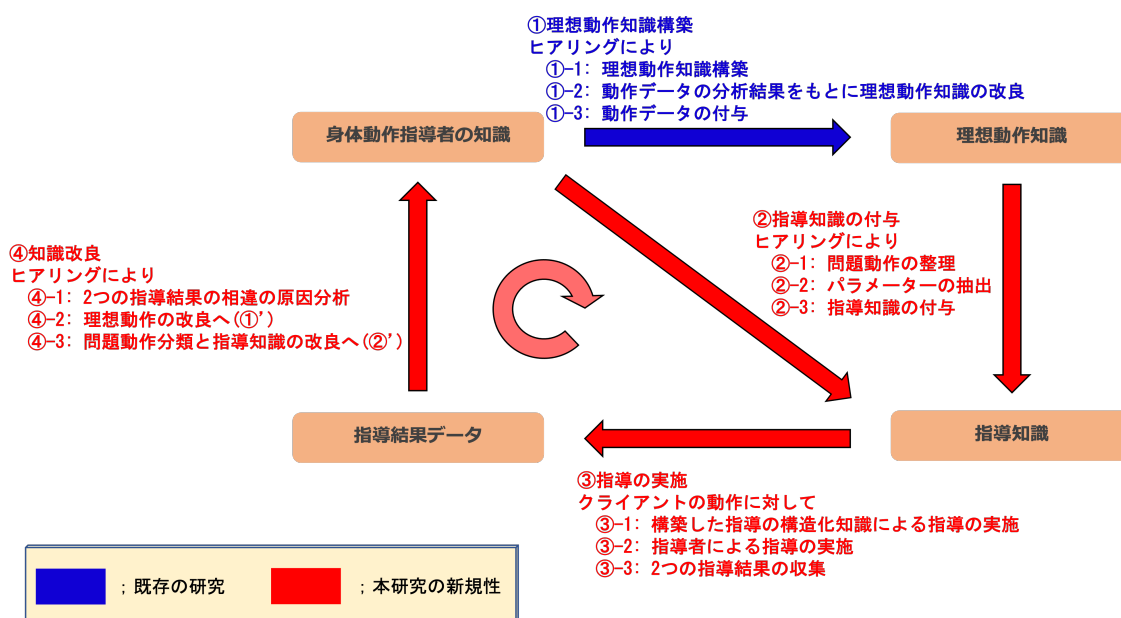 ①理想動作知識構築
ヒアリングにより
①-1: 理想動作知識構築
①-2: 動作データの分析結果をもとに理想動作知識の改良
①-3: 動作データの付与
身体動作指導者の知識
理想動作知識
②指導知識の付与
ヒアリングにより
②-1: 問題動作の整理
②-2: パラメーターの抽出
②-3: 指導知識の付与
④知識改良
ヒアリングにより
④-1: 2つの指導結果の相違の原因分析
④-2: 理想動作の改良へ(①')
④-3: 問題動作分類と指導知識の改良へ(②')
指導結果データ
指導知識
③指導の実施
クライアントの動作に対して
③-1: 構築した指導の構造化知識による指導の実施
③-2: 指導者による指導の実施
③-3: 2つの指導結果の収集
; 既存の研究
; 本研究の新規性